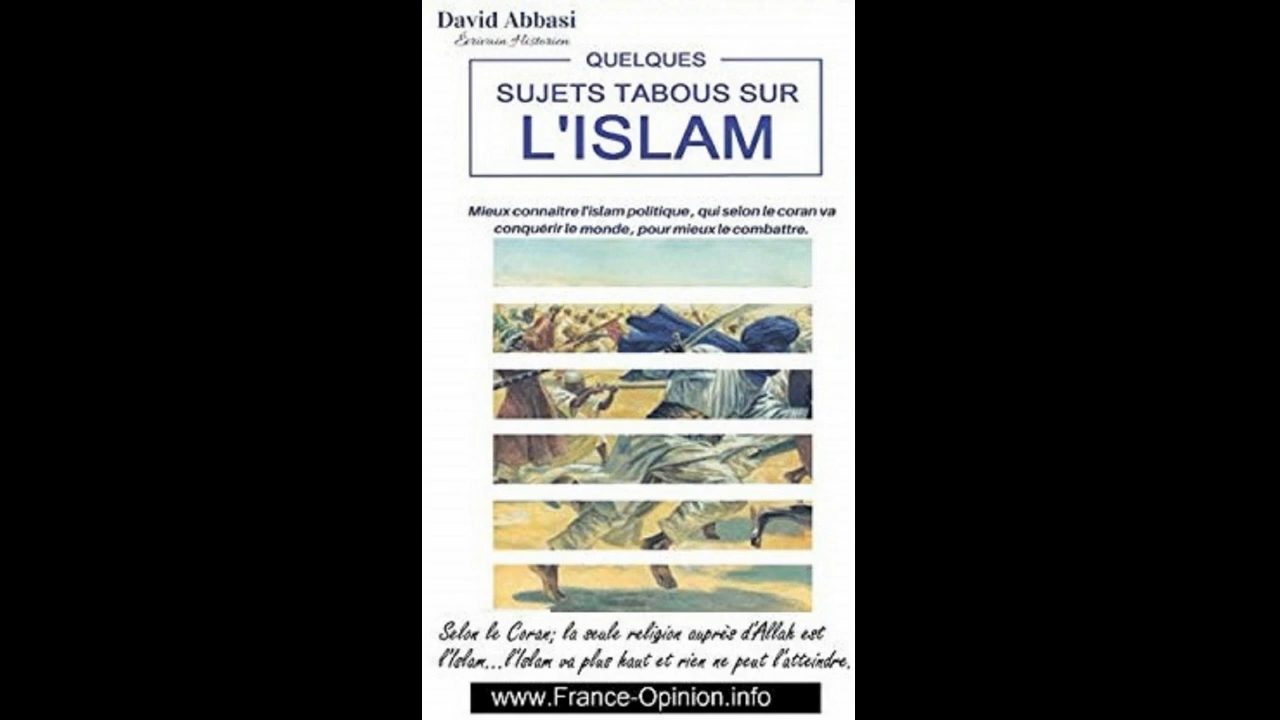 David Abbasi
Écrivain Historien
QUELQUES
SUJETS TABOUS SUR
L'ISLAM
Mieux connaître l'islam politique, qui selon le coran va
conquérir le monde, pour mieux le combattre.
Selon le Coran; la seule religion auprès d'Allah est
l'Islam...l'Islam va plus haut et rien ne peut l'atteindre.
www.France-Opinion.info